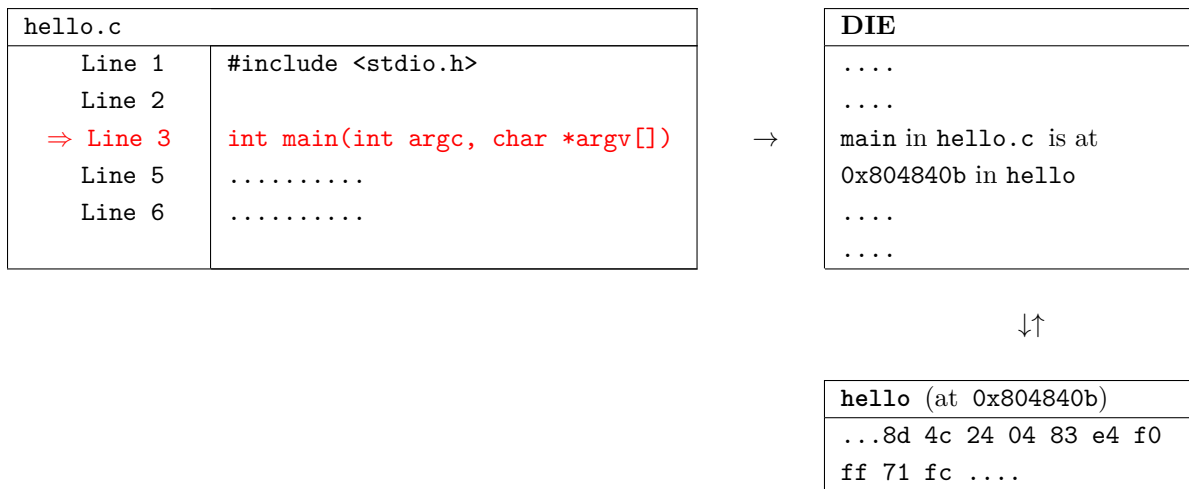 hello.c
Line 1 #include <stdio.h>
Line 2
⇒ Line 3 int main(int argc, char *argv[])
Line 5 ..........
Line 6 ..........
→
DIE
....
....
main in hello.c is at
0x804840b in hello
....
....
↓↑
hello (at 0x804840b)
...8d 4c 24 04 83 e4 f0
ff 71 fc ....